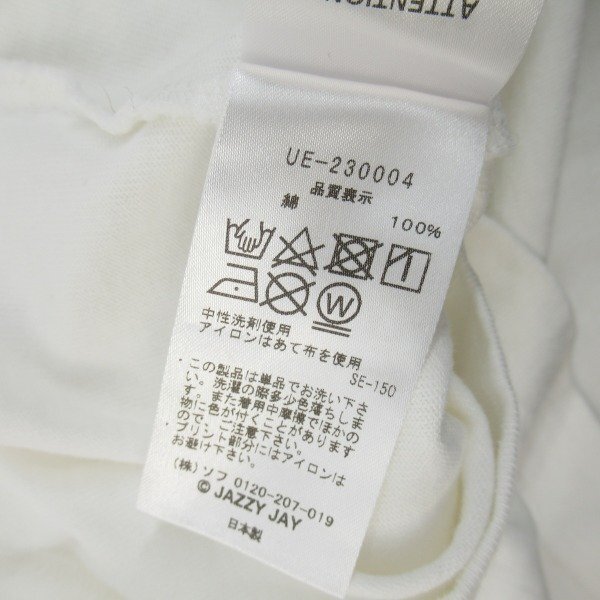 ATTENTION
UE-230004
品質表示
綿 100%
W
中性洗剤使用
アイロンはあて布を使用
SE-150
・この製品は単品でお洗い下さ
い。洗濯の際多少色落ちしま
す。また着用中摩擦でほかの
物に色が付くことがあります
ので、ご注意下さい。
・プリント部分にはアイロンは
お避け下さい。
(株)ソフ 0120-207-019
© JAZZY JAY
日本製